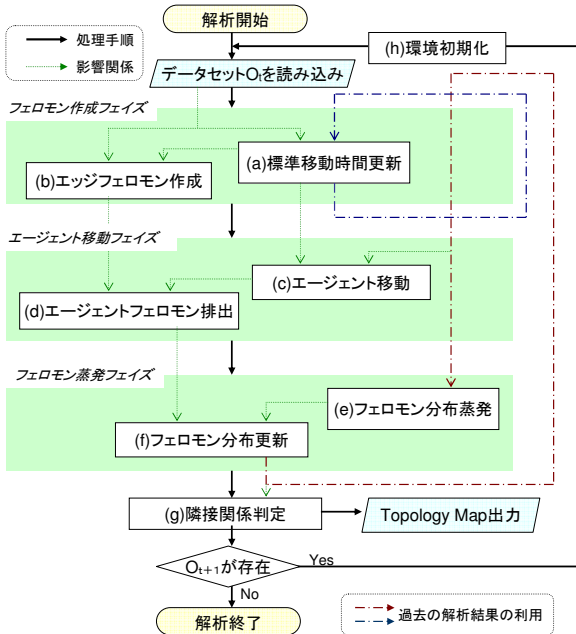 解析開始
処理手順
影響関係
(h)環境初期化
データセットOtを読み込み
フェロモン作成フェイズ
(a)標準移動時間更新
(b)エッジフェロモン作成
エージェント移動フェイズ
(c)エージェント移動
(d)エージェントフェロモン排出
フェロモン蒸発フェイズ
(e)フェロモン分布蒸発
(f)フェロモン分布更新
(g)隣接関係判定
Topology Map出力
Ot+1が存在
Yes
No
解析終了
過去の解析結果の利用